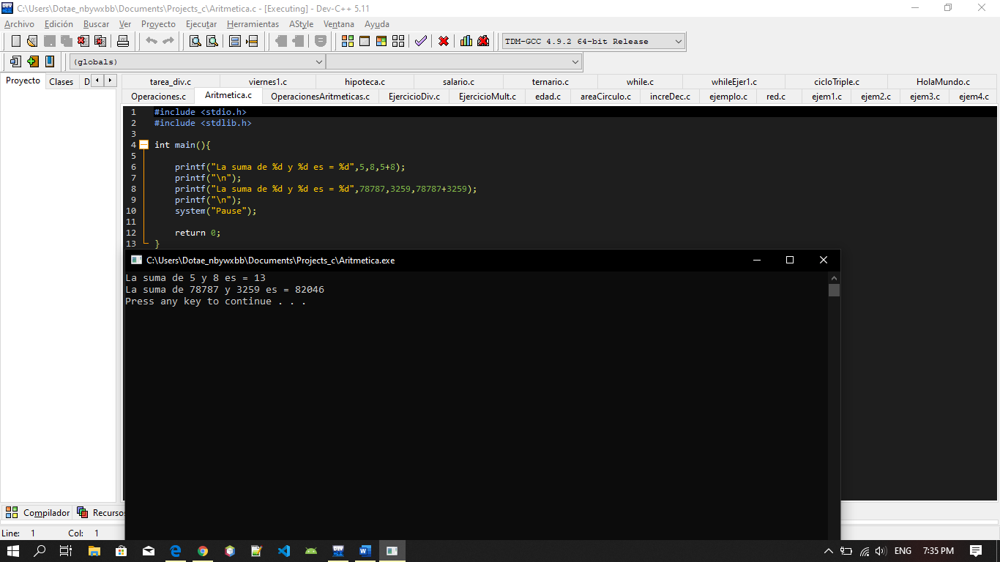 C:\Users\Dotae_nbywxbb\Documents\Projects_c\Aritmetica.c - [Executing] - Dev-C++ 5.11
Archivo Edición Buscar Ver Proyecto Ejecutar Herramientas AStyle Ventana Ayuda
TDM-GCC 4.9.2 64-bit Release
(globals)
Proyecto Clases D
tarea_div.c viernes1.c hipoteca.c salario.c ternario.c while.c whileEjer1.c cicloTriple.c HolaMundo.c
Operaciones.c Aritmetica.c OperacionesAritmeticas.c EjercicioDiv.c EjercicioMult.c edad.c areaCirculo.c increDec.c ejemplo.c red.c ejem1.c ejem2.c ejem3.c ejem4.c
1 #include <stdio.h>
2 #include <stdlib.h>
3
4 int main(){
5
6 printf("La suma de %d y %d es = %d",5,8,5+8);
7 printf("\n");
8 printf("La suma de %d y %d es = %d",78787,3259,78787+3259);
9 printf("\n");
10 system("Pause");
11
12 return 0;
13 }
C:\Users\Dotae_nbywxbb\Documents\Projects_c\Aritmetica.exe
La suma de 5 y 8 es = 13
La suma de 78787 y 3259 es = 82046
Press any key to continue . . .
Compilador Recursos
Line: 1 Col: 1
ENG 7:35 PM